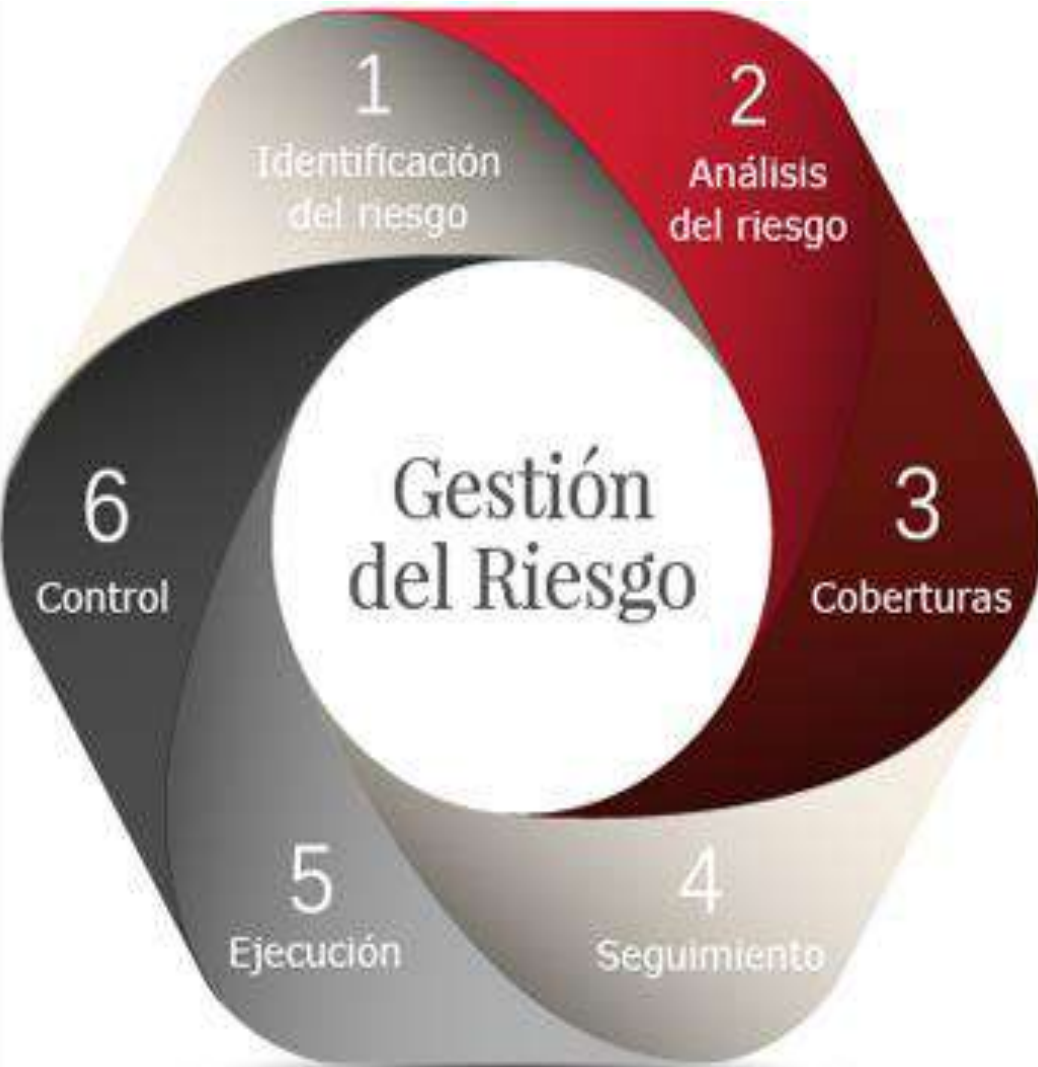 1
Identificación
del riesgo
2
Análisis
del riesgo
3
Coberturas
4
Seguimiento
5
Ejecución
6
Control
Gestión
del Riesgo